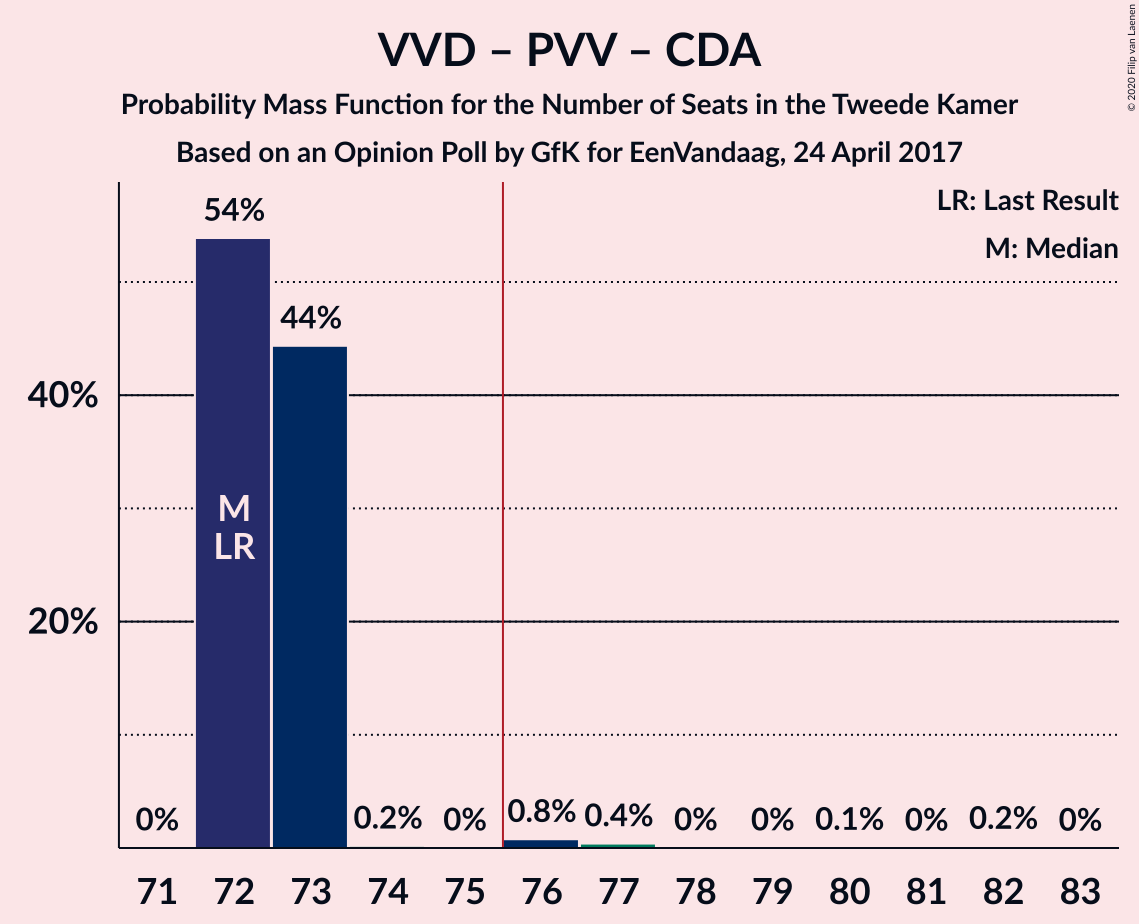 VVD – PVV – CDA
Probability Mass Function for the Number of Seats in the Tweede Kamer
Based on an Opinion Poll by GfK for EenVandaag, 24 April 2017
© 2020 Filip van Laenen
LR: Last Result
M: Median
54%
44%
40%
M
LR
20%
0%
0.2%
0%
0.8%
0.4%
0%
0%
0.1%
0%
0.2%
0%
71 72 73 74 75 76 77 78 79 80 81 82 83